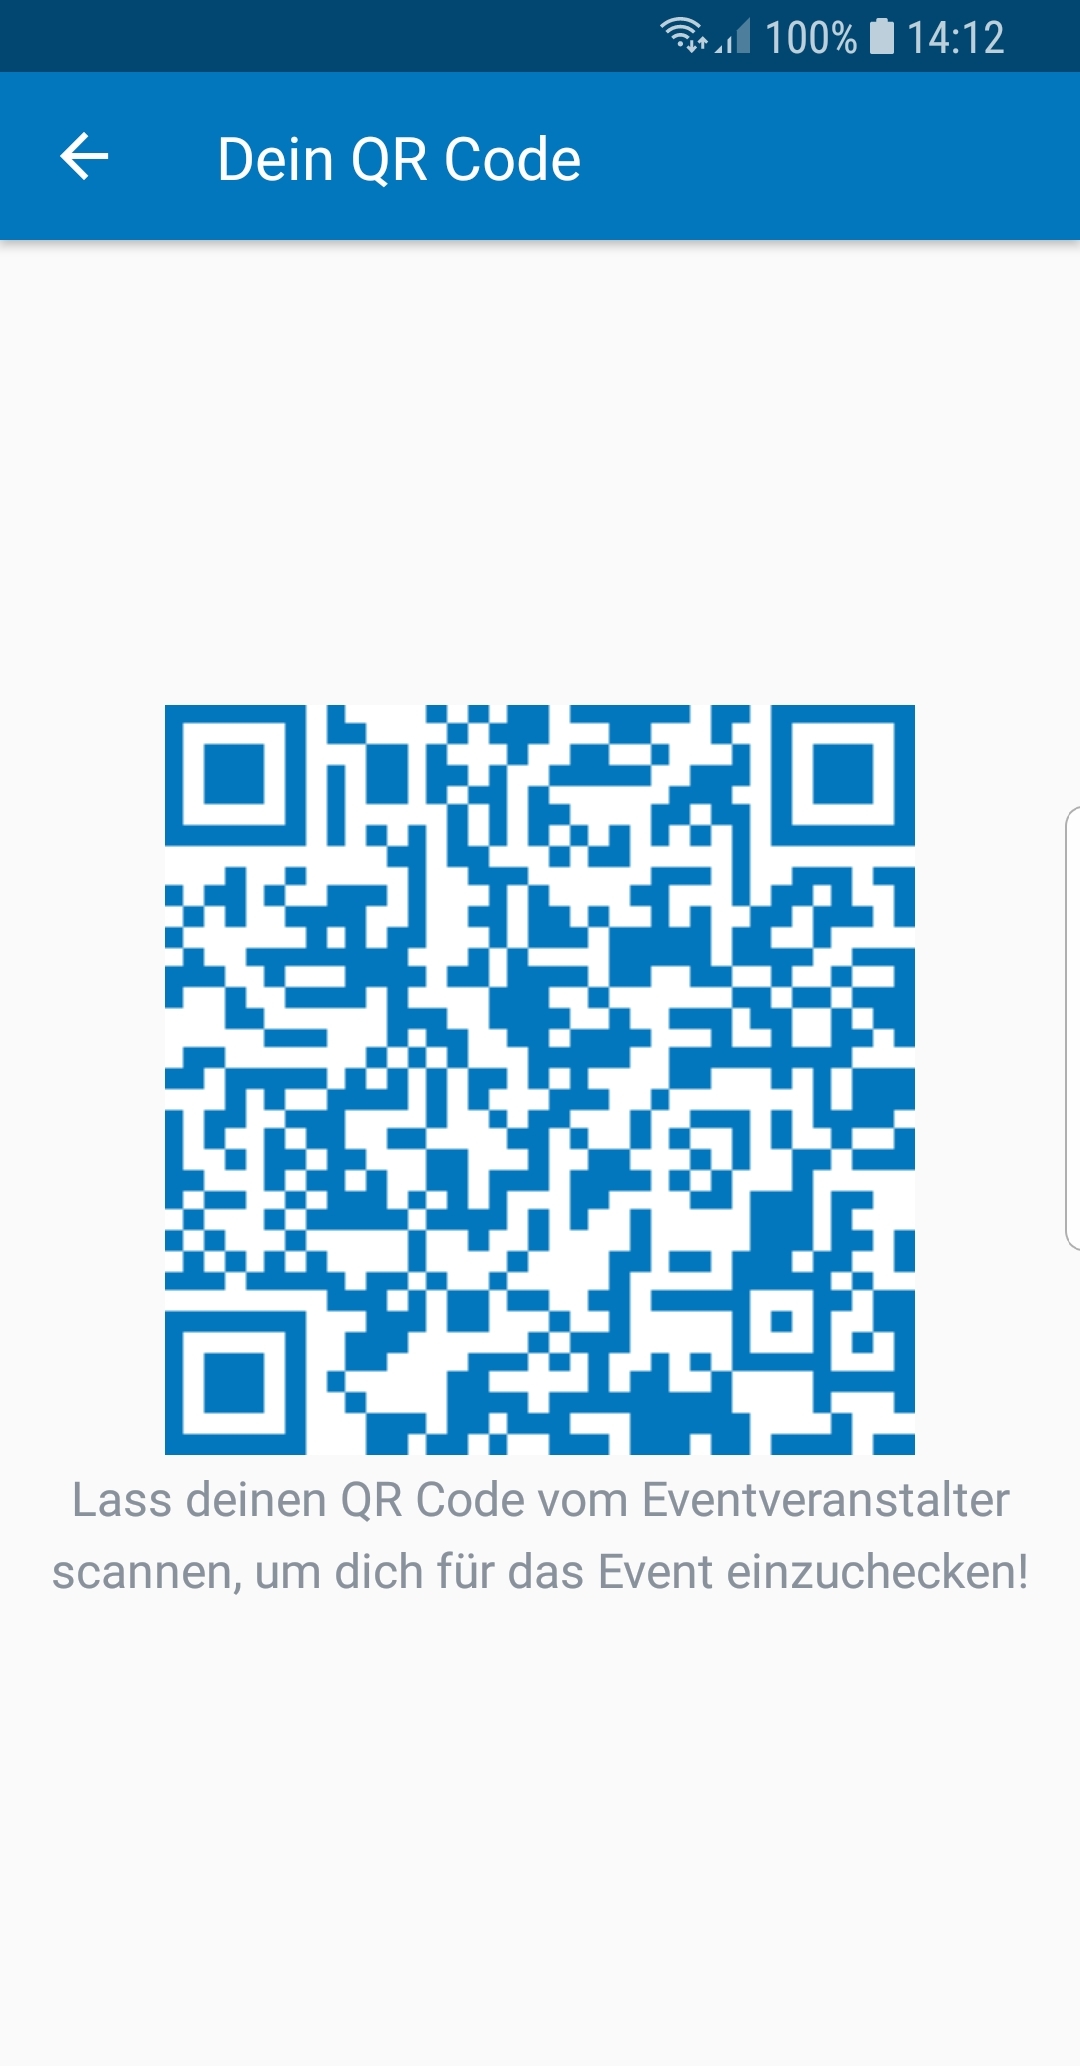 100% 14:12
Dein QR Code
Lass deinen QR Code vom Eventveranstalter
scannen, um dich für das Event einzuchecken!